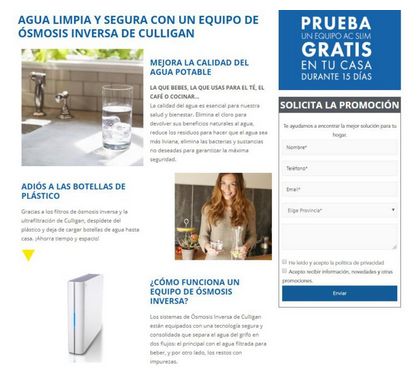 AGUA LIMPIA Y SEGURA CON UN EQUIPO DE
ÓSMOSIS INVERSA DE CULLIGAN
MEJORA LA CALIDAD DEL
AGUA POTABLE
LA QUE BEBES, LA QUE USAS PARA EL TÉ, EL
CAFÉ O COCINAR...
La calidad del agua es esencial para nuestra
salud y bienestar. Elimina el cloro para
devolver sus beneficios naturales al agua,
reduce los residuos para hacer que el agua sea
más liviana, elimina las bacterias y sustancias
no deseadas para garantizar la máxima
seguridad.
ADIÓS A LAS BOTELLAS DE
PLÁSTICO
Gracias a los filtros de ósmosis inversa y la
ultrafiltración de Culligan, despídete del
plástico y deja de cargar botellas de agua hasta
casa. ¡Ahorra tiempo y espacio!
¿CÓMO FUNCIONA UN
EQUIPO DE ÓSMOSIS
INVERSA?
Los sistemas de Ósmosis Inversa de Culligan
están equipados con una tecnología segura y
consolidada que separa el agua del grifo en
dos flujos: el principal con el agua filtrada para
beber, y por otro lado, los restos con
impurezas.
PRUEBA
UN EQUIPO AC SLIM
GRATIS
EN TU CASA
DURANTE 15 DÍAS
SOLICITA LA PROMOCIÓN
Te ayudamos a encontrar la mejor solución para tu
hogar.
Nombre*
Teléfono*
Email*
Elige Provincia*
He leído y acepto la política de privacidad
Acepto recibir información, novedades y otras
promociones.
Enviar